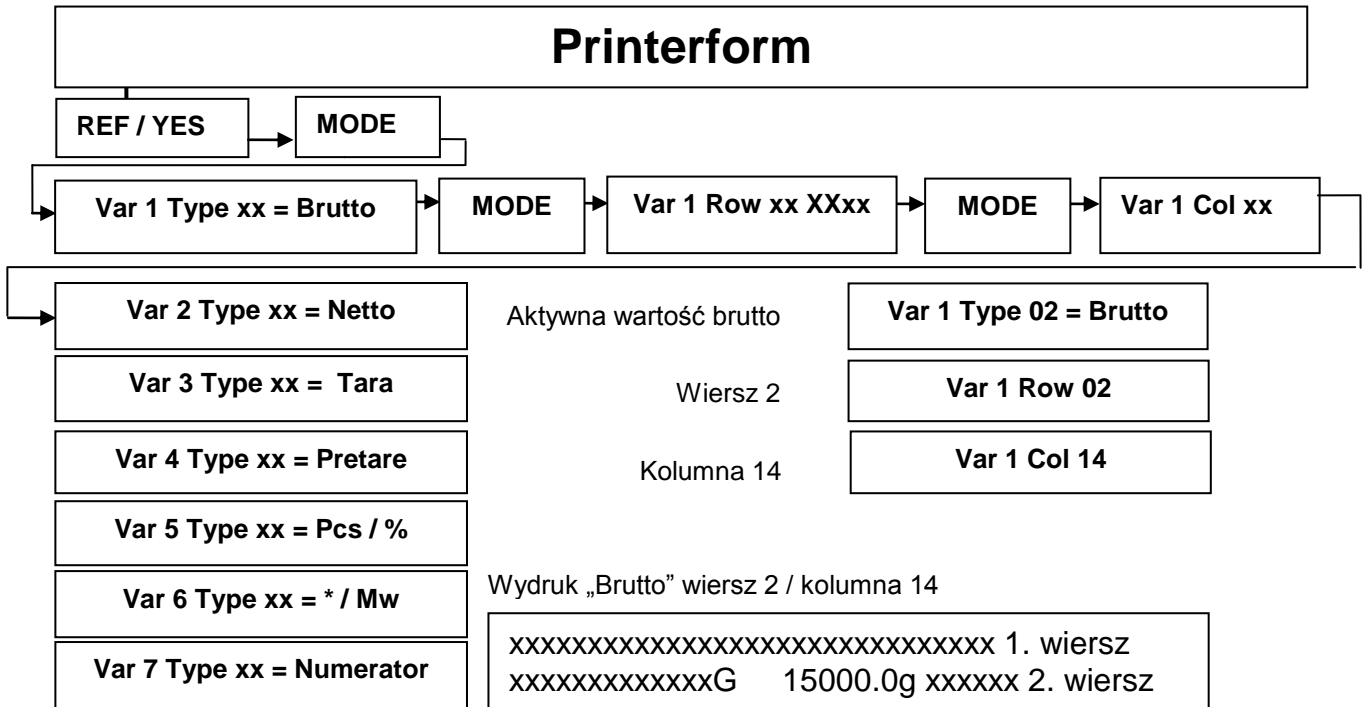 Printerform
REF / YES
MODE
Var 1 Type xx = Brutto
MODE
Var 1 Row xx XXxx
MODE
Var 1 Col xx
Var 2 Type xx = Netto
Aktywna wartość brutto
Var 1 Type 02 = Brutto
Var 3 Type xx = Tara
Wiersz 2
Var 1 Row 02
Var 4 Type xx = Pretare
Kolumna 14
Var 1 Col 14
Var 5 Type xx = Pcs / %
Var 6 Type xx = * / Mw
Wydruk „Brutto” wiersz 2 / kolumna 14
Var 7 Type xx = Numerator
xxxxxxxxxxxxxxxxxxxxxxxxxxxxxxx 1. wiersz
xxxxxxxxxxxxxG 15000.0g xxxxxx 2. wiersz